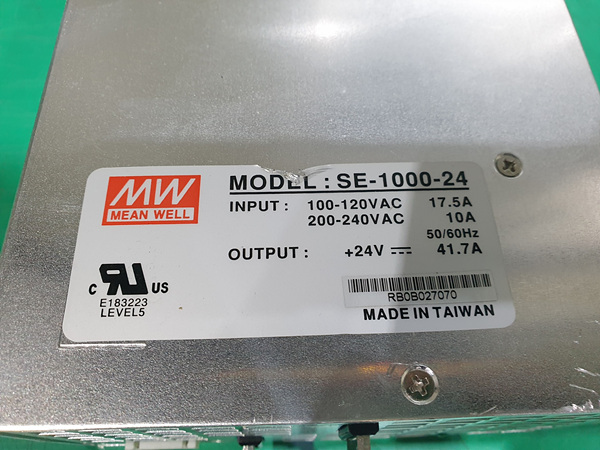 MW
MEAN WELL
MODEL : SE-1000-24
INPUT : 100-120VAC 17.5A
200-240VAC 10A
50/60Hz
OUTPUT : +24V ⎓ 41.7A
c RU US
E183223
LEVEL5
RB0B027070
MADE IN TAIWAN